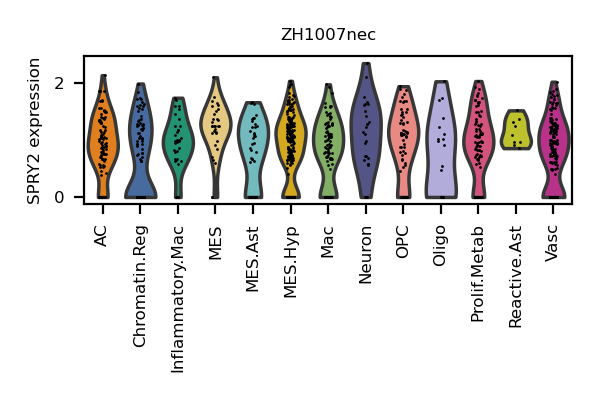 ZH1007nec
SPRY2 expression
2
0
AC
Chromatin.Reg
Inflammatory.Mac
MES
MES.Ast
MES.Hyp
Mac
Neuron
OPC
Oligo
Prolif.Metab
Reactive.Ast
Vasc